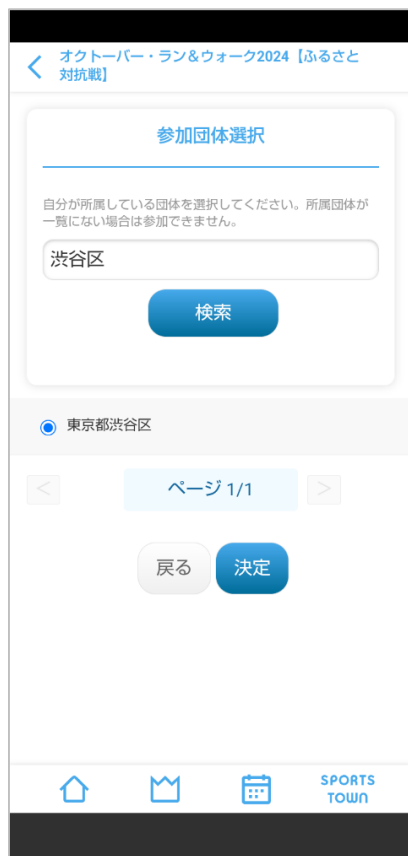 オクトーバー・ラン＆ウォーク2024【ふるさと
対抗戦】
参加団体選択
自分が所属している団体を選択してください。所属団体が
一覧にない場合は参加できません。
渋谷区
検索
東京都渋谷区
< ページ 1/1 >
戻る 決定
SPORTS
TOWN